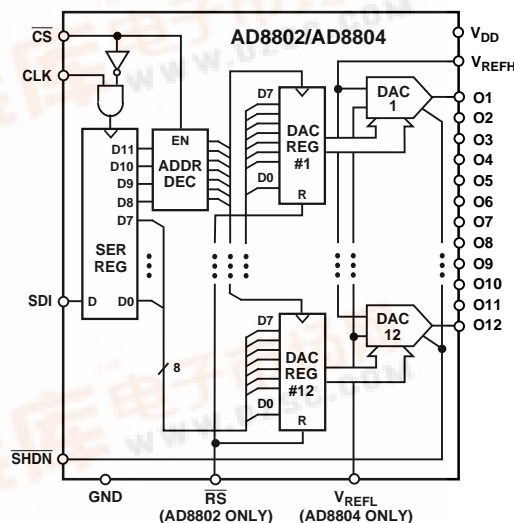 AD8802/AD8804
CS
CLK
SDI
SHDN
GND
RS
(AD8802 ONLY)
VREFL
(AD8804 ONLY)
VDD
VREFH
O1
O2
O3
O4
O5
O6
O7
O8
O9
O10
O11
O12
D11
D10
D9
D8
D7
SER
REG
D
D0
EN
ADDR
DEC
8
D7
D0
DAC
REG
#1
R
DAC
1
D7
D0
DAC
REG
#12
R
DAC
12